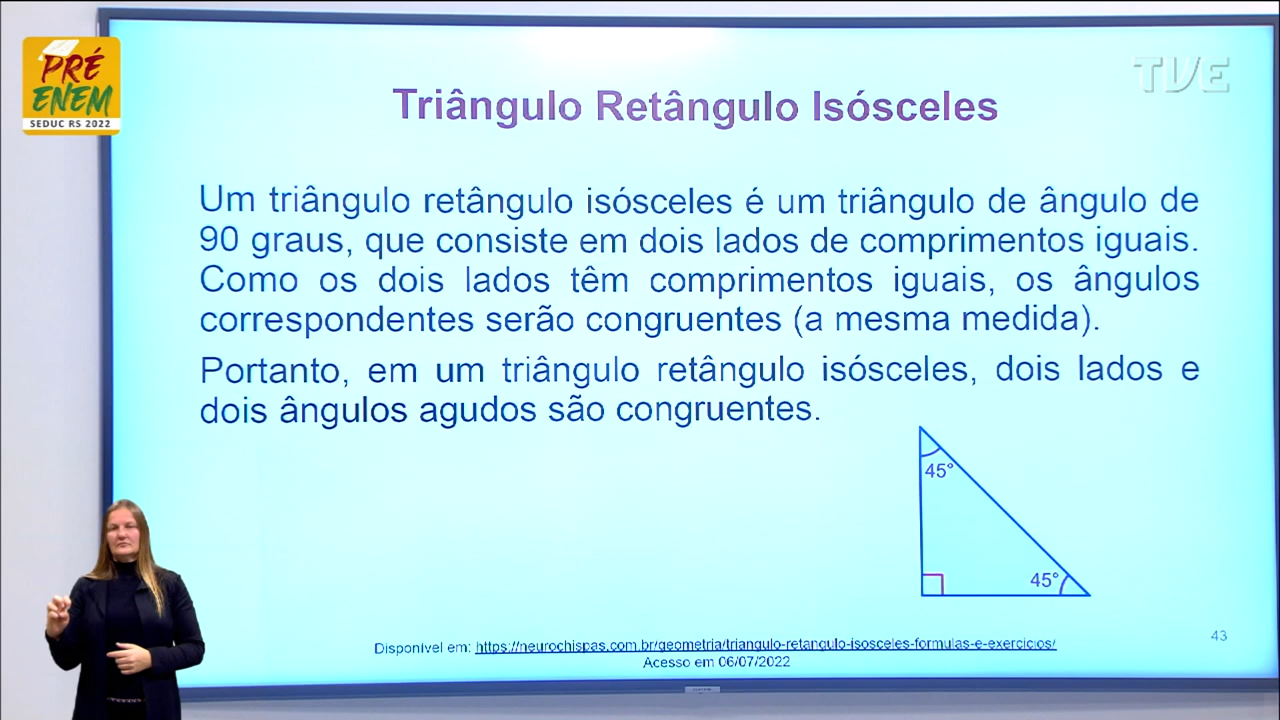 PRÉ
ENEM
SEDUC RS 2022
TVE
Triângulo Retângulo Isósceles
Um triângulo retângulo isósceles é um triângulo de ângulo de
90 graus, que consiste em dois lados de comprimentos iguais.
Como os dois lados têm comprimentos iguais, os ângulos
correspondentes serão congruentes (a mesma medida).
Portanto, em um triângulo retângulo isósceles, dois lados e
dois ângulos agudos são congruentes.
45°
45°
Disponível em: https://neurochispas.com.br/geometria/triangulo-retangulo-isosceles-formulas-e-exercicios/
Acesso em 06/07/2022
43